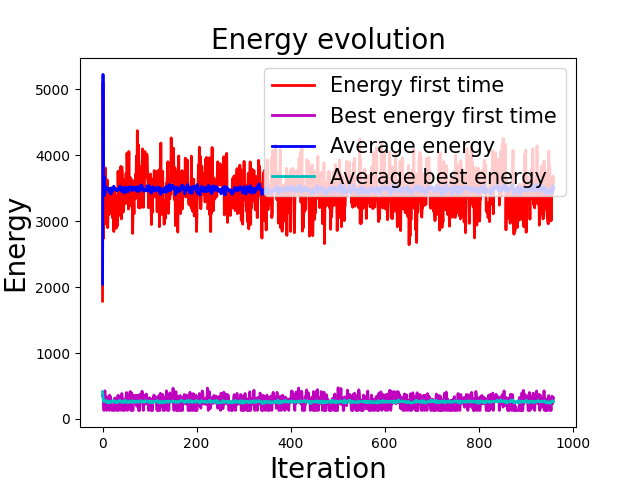 Energy evolution
Energy first time
Best energy first time
Average energy
Average best energy
5000
4000
3000
2000
1000
0
Energy
0
200
400
600
800
1000
Iteration